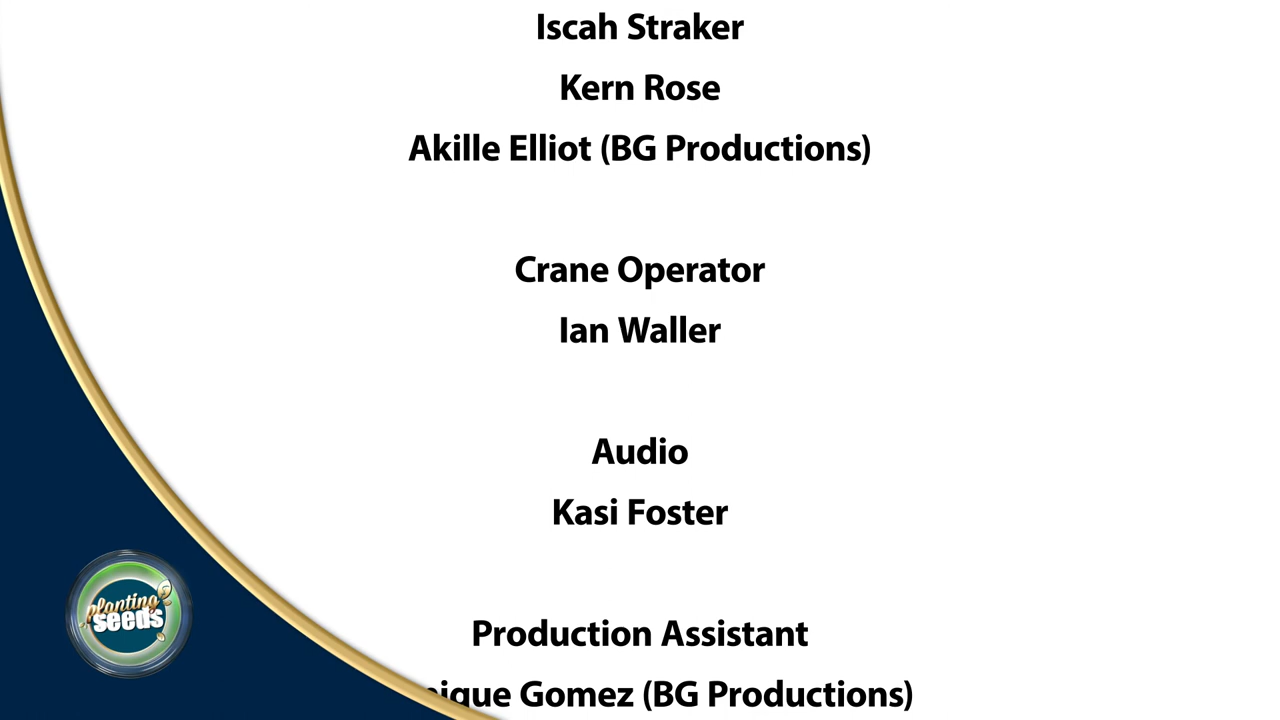 Iscah Straker
Kern Rose
Akille Elliot (BG Productions)
Crane Operator
Ian Waller
Audio
Kasi Foster
Production Assistant
Gomez (BG Productions)
planting
seeds